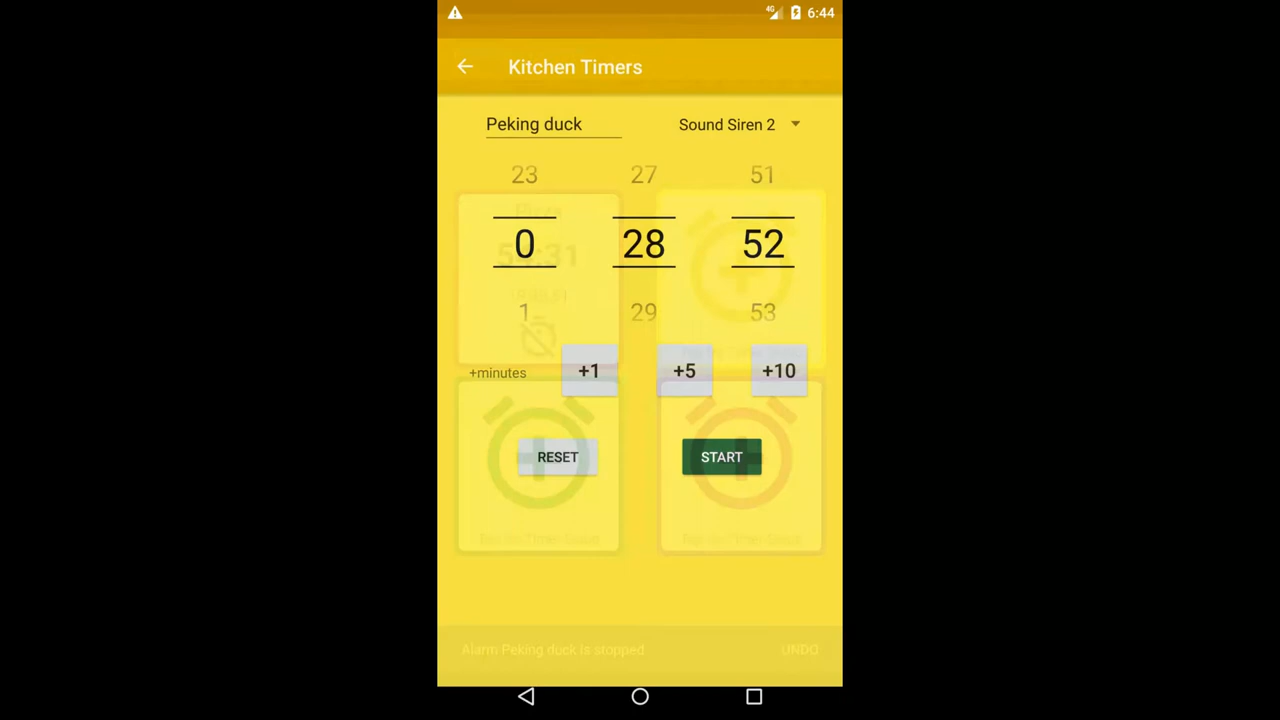 4G 6:44
Kitchen Timers
Peking duck Sound Siren 2
23 27 51
0 28 52
1 29 53
+minutes +1 +5 +10
RESET START
Alarm Peking duck is stopped UNDO